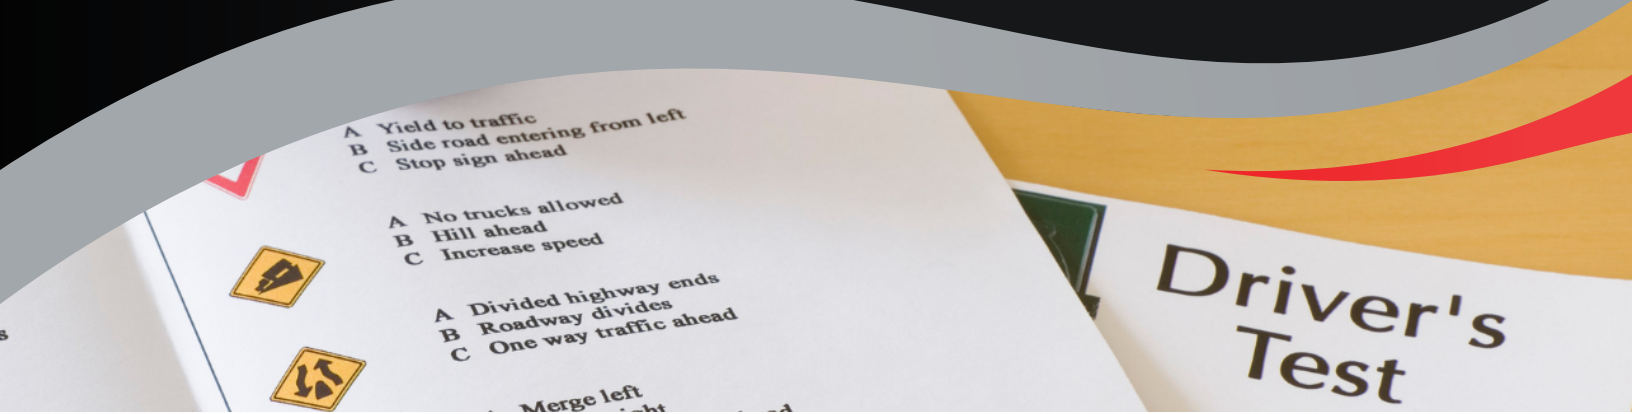 A Yield to traffic
B Side road entering from left
C Stop sign ahead
A No trucks allowed
B Hill ahead
C Increase speed
A Divided highway ends
B Roadway divides
C One way traffic ahead
Merge left
Driver's
Test